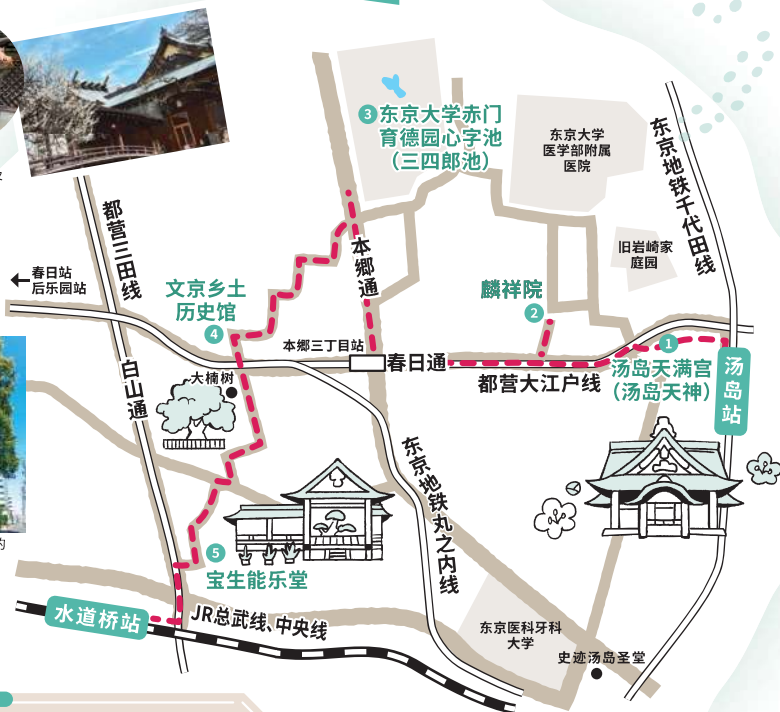 3
东京大学赤门
育德园心字池
(三四郎池)
东京大学
医学部附属
医院
东京地铁千代田线
都营三田线
春日站
后乐园站
本郷通
旧岩崎家
庭园
文京乡土
历史馆
4
麟祥院
2
本郷三丁目站
春日通
1
汤岛天满宫
(汤岛天神)
汤岛站
都营大江户线
白山通
大楠树
东京地铁丸之内线
5
宝生能乐堂
水道桥站
JR总武线、中央线
东京医科牙科
大学
史迹汤岛圣堂